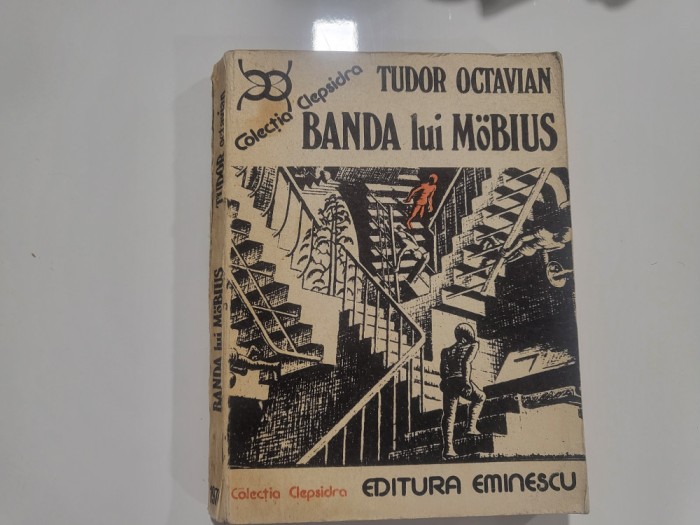 Colecția Clepsidra
TUDOR OCTAVIAN
BANDA lui MöBIUS
Colecția Clepsidra
EDITURA EMINESCU
TUDOR octavian
BANDA lui MöBIUS